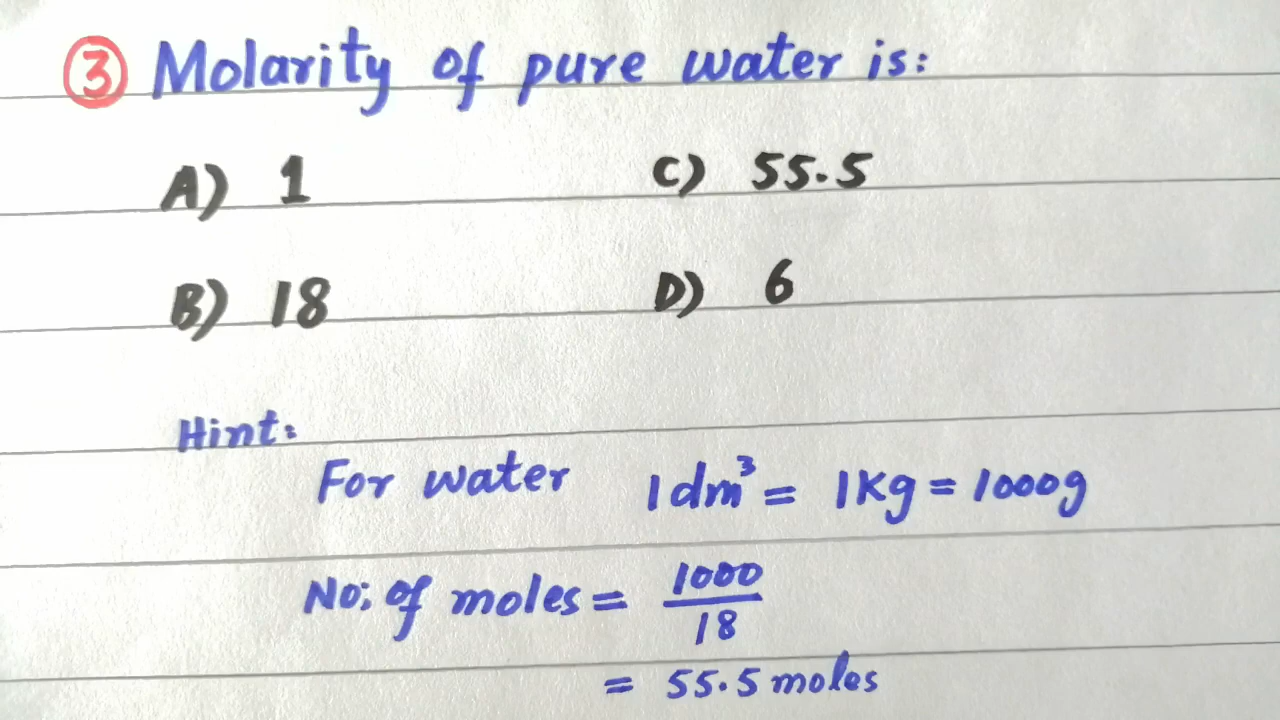 ③ Molarity of pure water is:
A) 1 C) 55.5
B) 18 D) 6
Hint:
For water 1dm³ = 1Kg = 1000g
No; of moles = 1000/18
= 55.5 moles